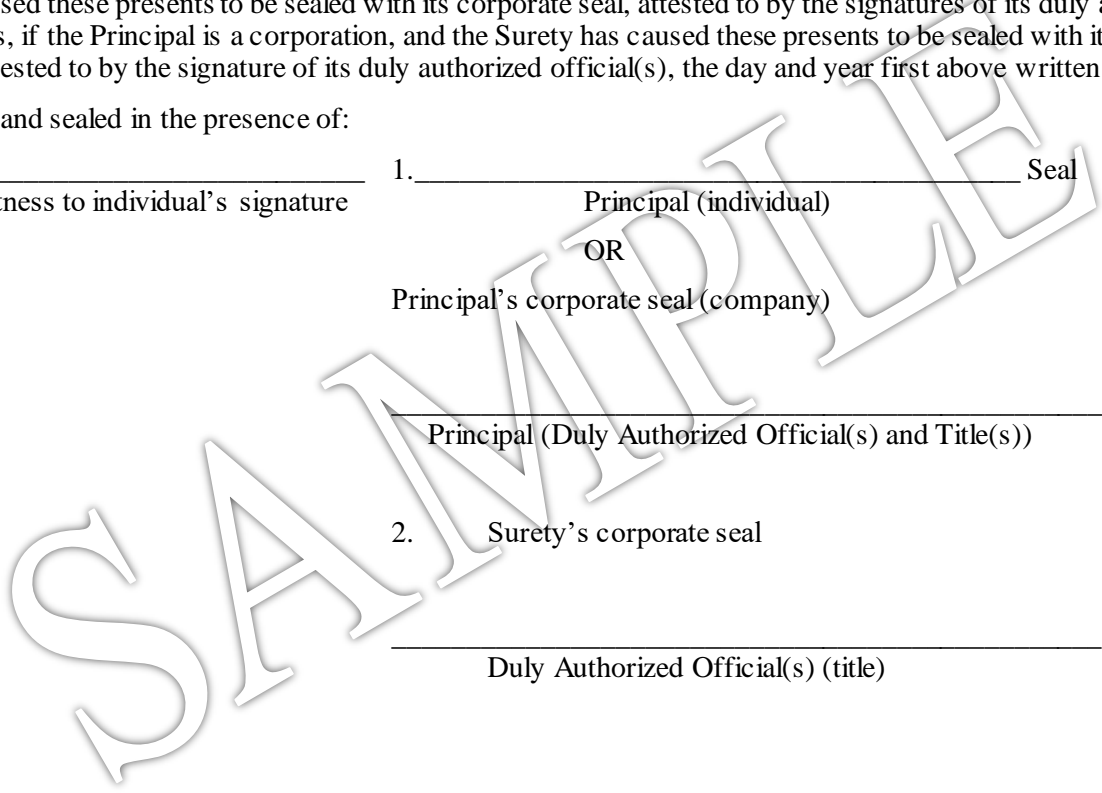 sed these presents to be sealed with its corporate seal, attested to by the signatures of its duly a
s, if the Principal is a corporation, and the Surety has caused these presents to be sealed with it
ested to by the signature of its duly authorized official(s), the day and year first above written
and sealed in the presence of:
1.__________________________________________ Seal
tness to individual’s signature Principal (individual)
OR
Principal’s corporate seal (company)
Principal (Duly Authorized Official(s) and Title(s))
2. Surety’s corporate seal
Duly Authorized Official(s) (title)
SAMPLE